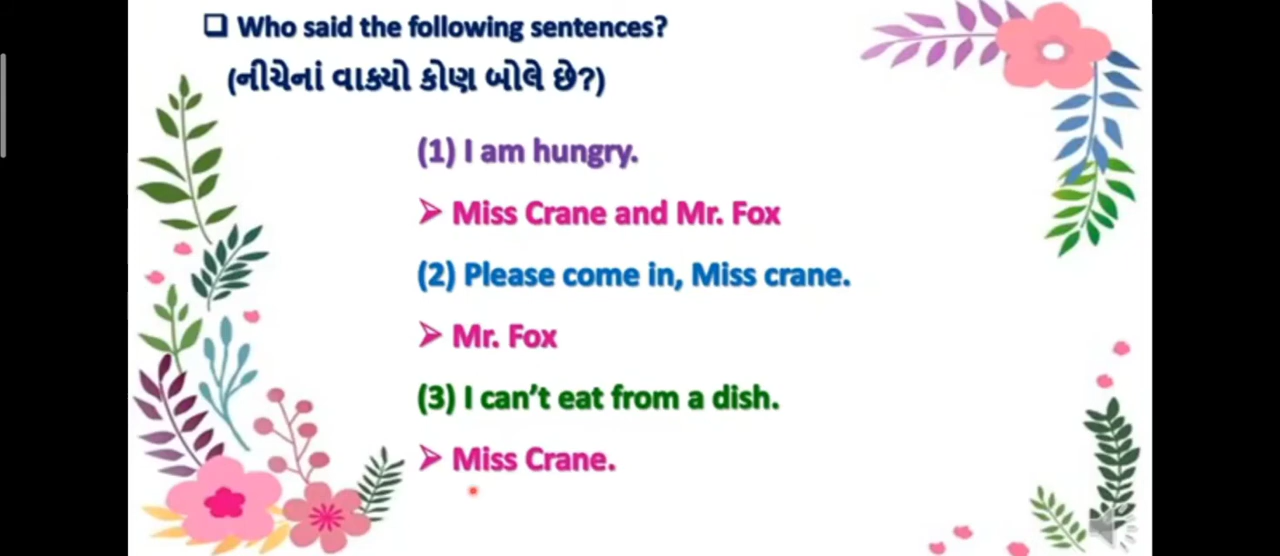 ❑ Who said the following sentences?
(નીચેનાં વાક્યો કોણ બોલે છે?)
(1) I am hungry.
➢ Miss Crane and Mr. Fox
(2) Please come in, Miss crane.
➢ Mr. Fox
(3) I can’t eat from a dish.
➢ Miss Crane.